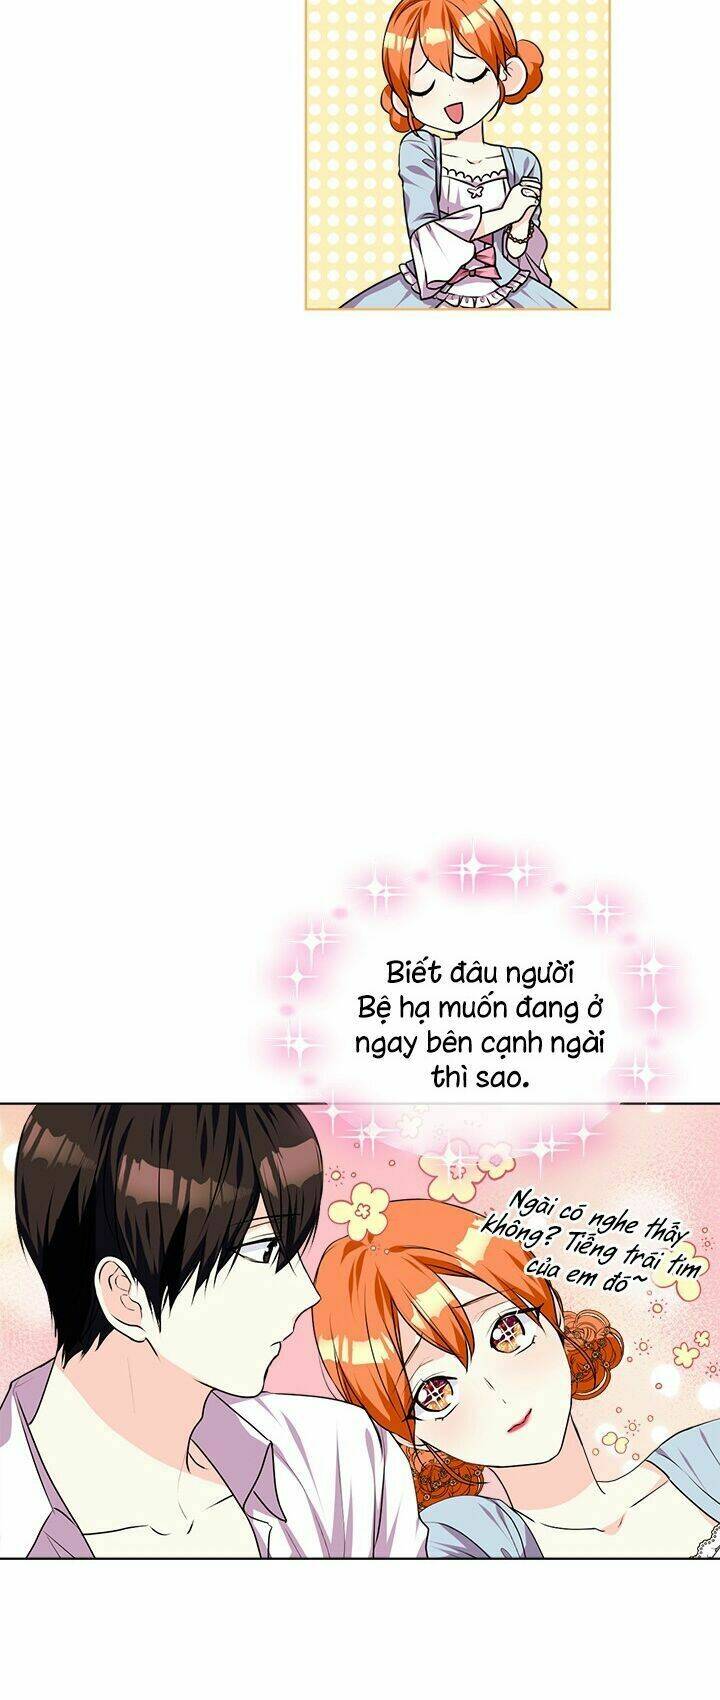 Biết đâu người
Bệ hạ muốn đang ở
ngay bên cạnh ngài
thì sao.
Ngài có nghe thấy
không? Tiếng trái tim
của em đó~